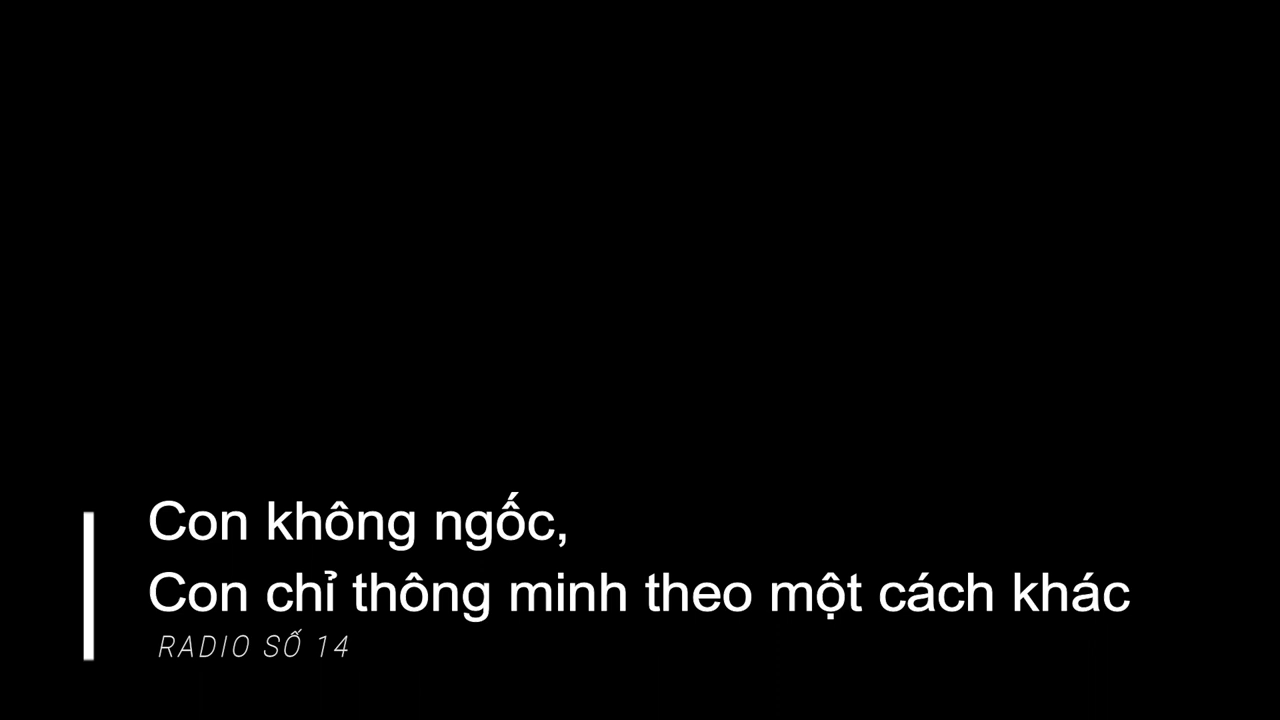 Con không ngốc,
Con chỉ thông minh theo một cách khác
RADIO SỐ 14